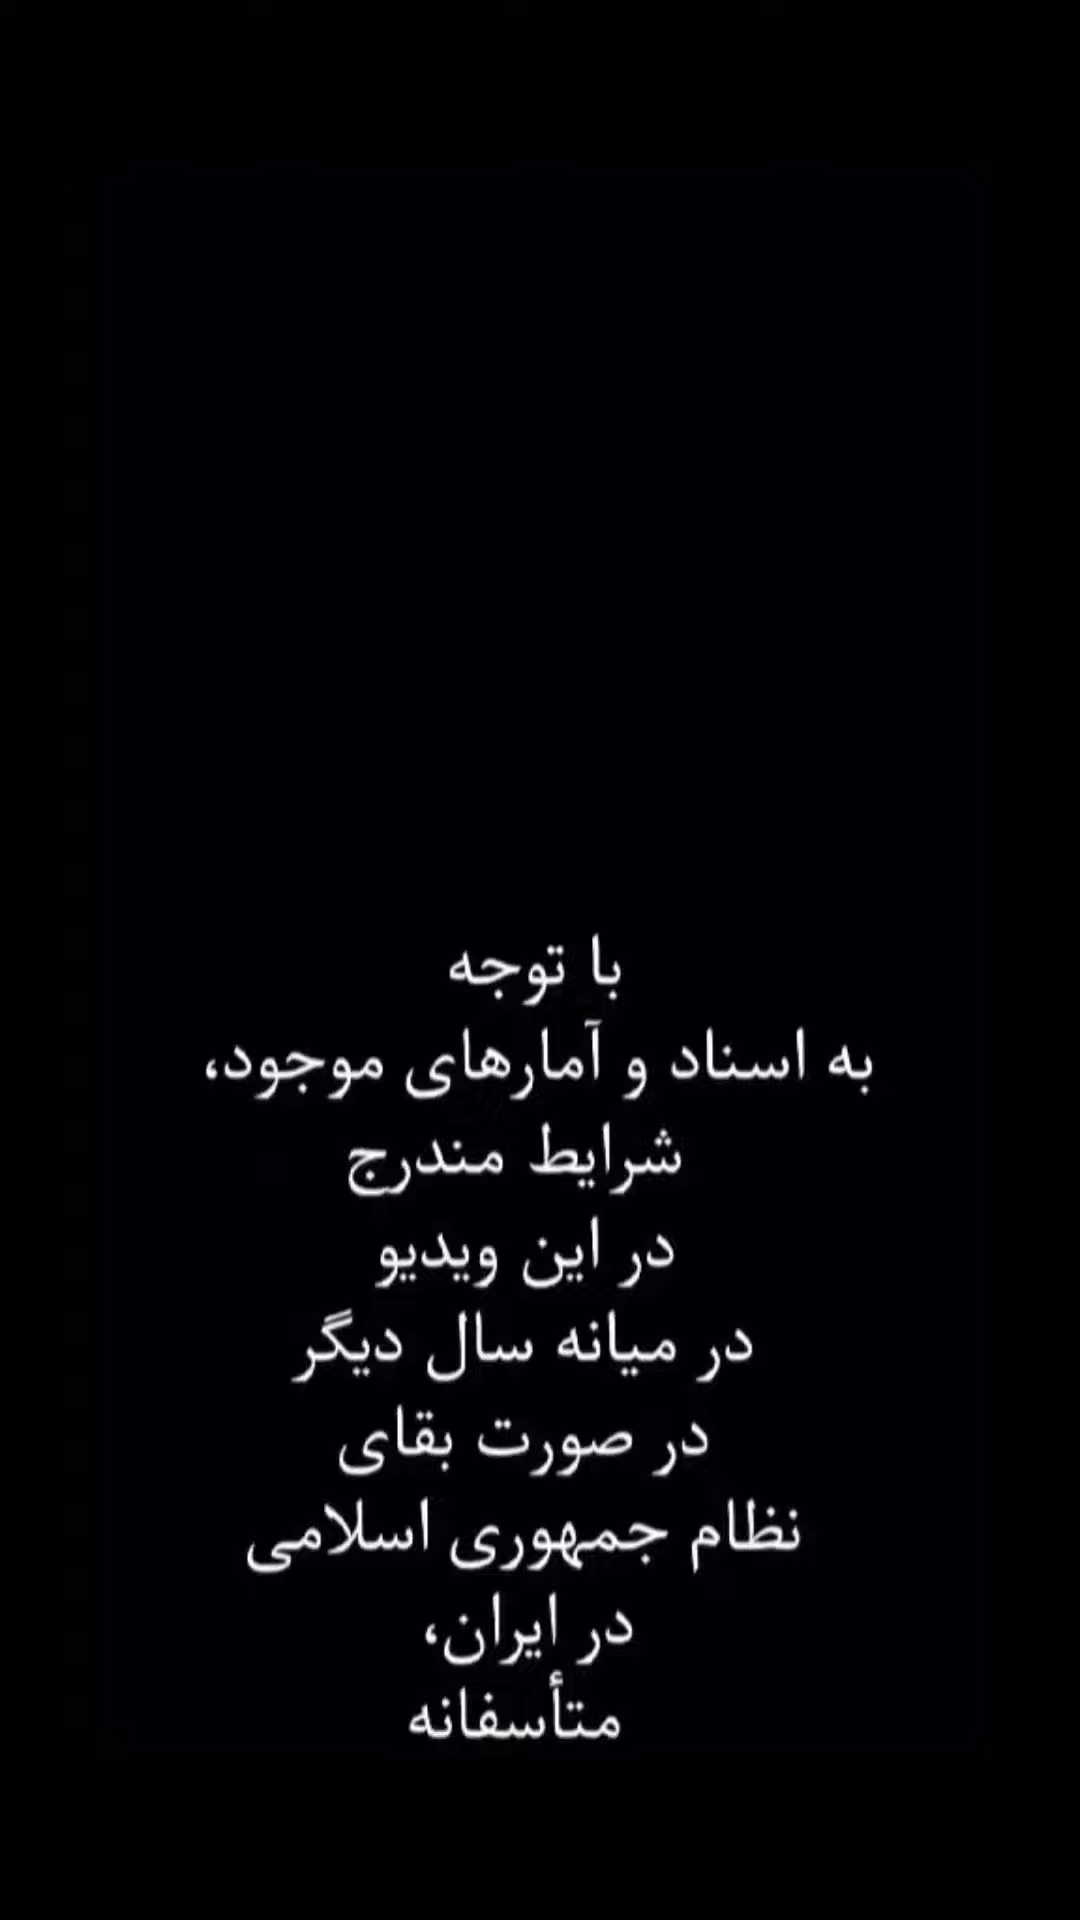 با توجه
به اسناد و آمارهای موجود،
شرایط مندرج
در این ویدیو
در میانه سال دیگر
در صورت بقای
نظام جمهوری اسلامی
در ایران،
متأسفانه